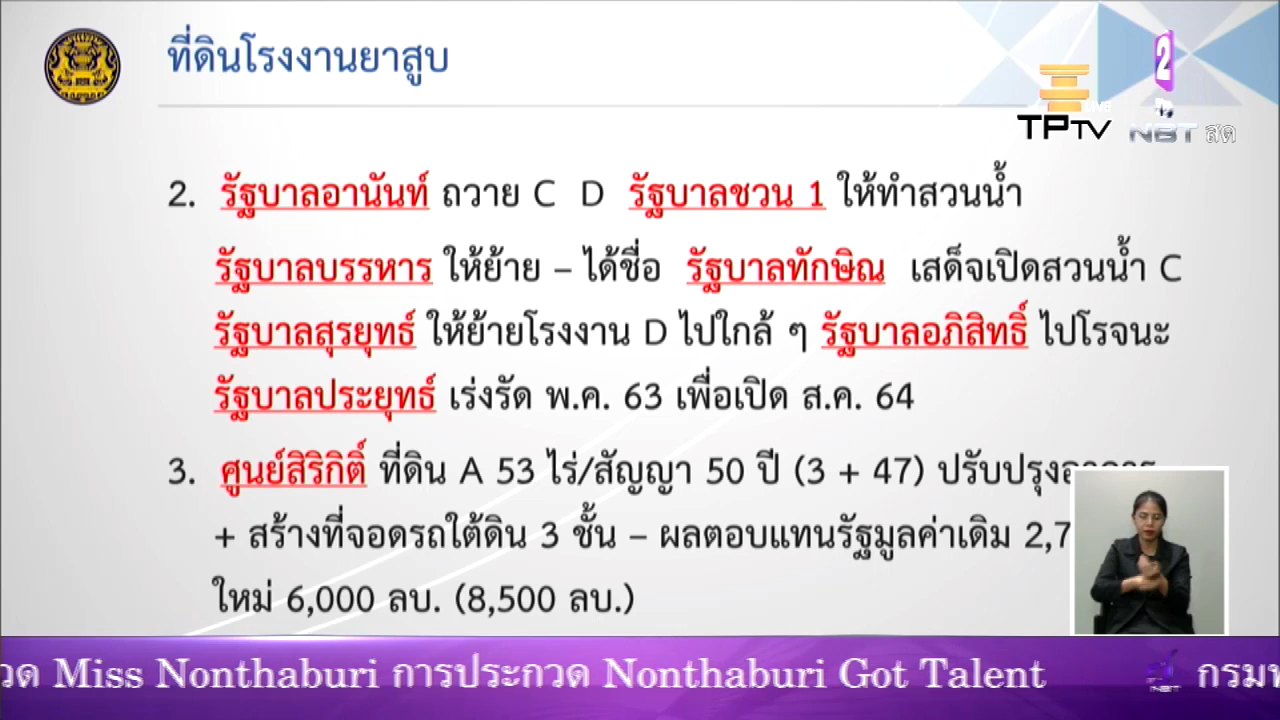 ที่ดินโรงงานยาสูบ
2
TPTV
NBT สด
2. รัฐบาลอานันท์ ถวาย C D รัฐบาลชวน 1 ให้ทำสวนน้ำ
รัฐบาลบรรหาร ให้ย้าย – ได้ชื่อ รัฐบาลทักษิณ เสด็จเปิดสวนน้ำ C
รัฐบาลสุรยุทธ์ ให้ย้ายโรงงาน D ไปใกล้ ๆ รัฐบาลอภิสิทธิ์ ไปโรจนะ
รัฐบาลประยุทธ์ เร่งรัด พ.ค. 63 เพื่อเปิด ส.ค. 64
3. ศูนย์สิริกิติ์ ที่ดิน A 53 ไร่/สัญญา 50 ปี (3 + 47) ปรับปรุง
+ สร้างที่จอดรถใต้ดิน 3 ชั้น – ผลตอบแทนรัฐมูลค่าเดิม 2,7
ใหม่ 6,000 ลบ. (8,500 ลบ.)
วด Miss Nonthaburi การประกวด Nonthaburi Got Talent NBT กรม